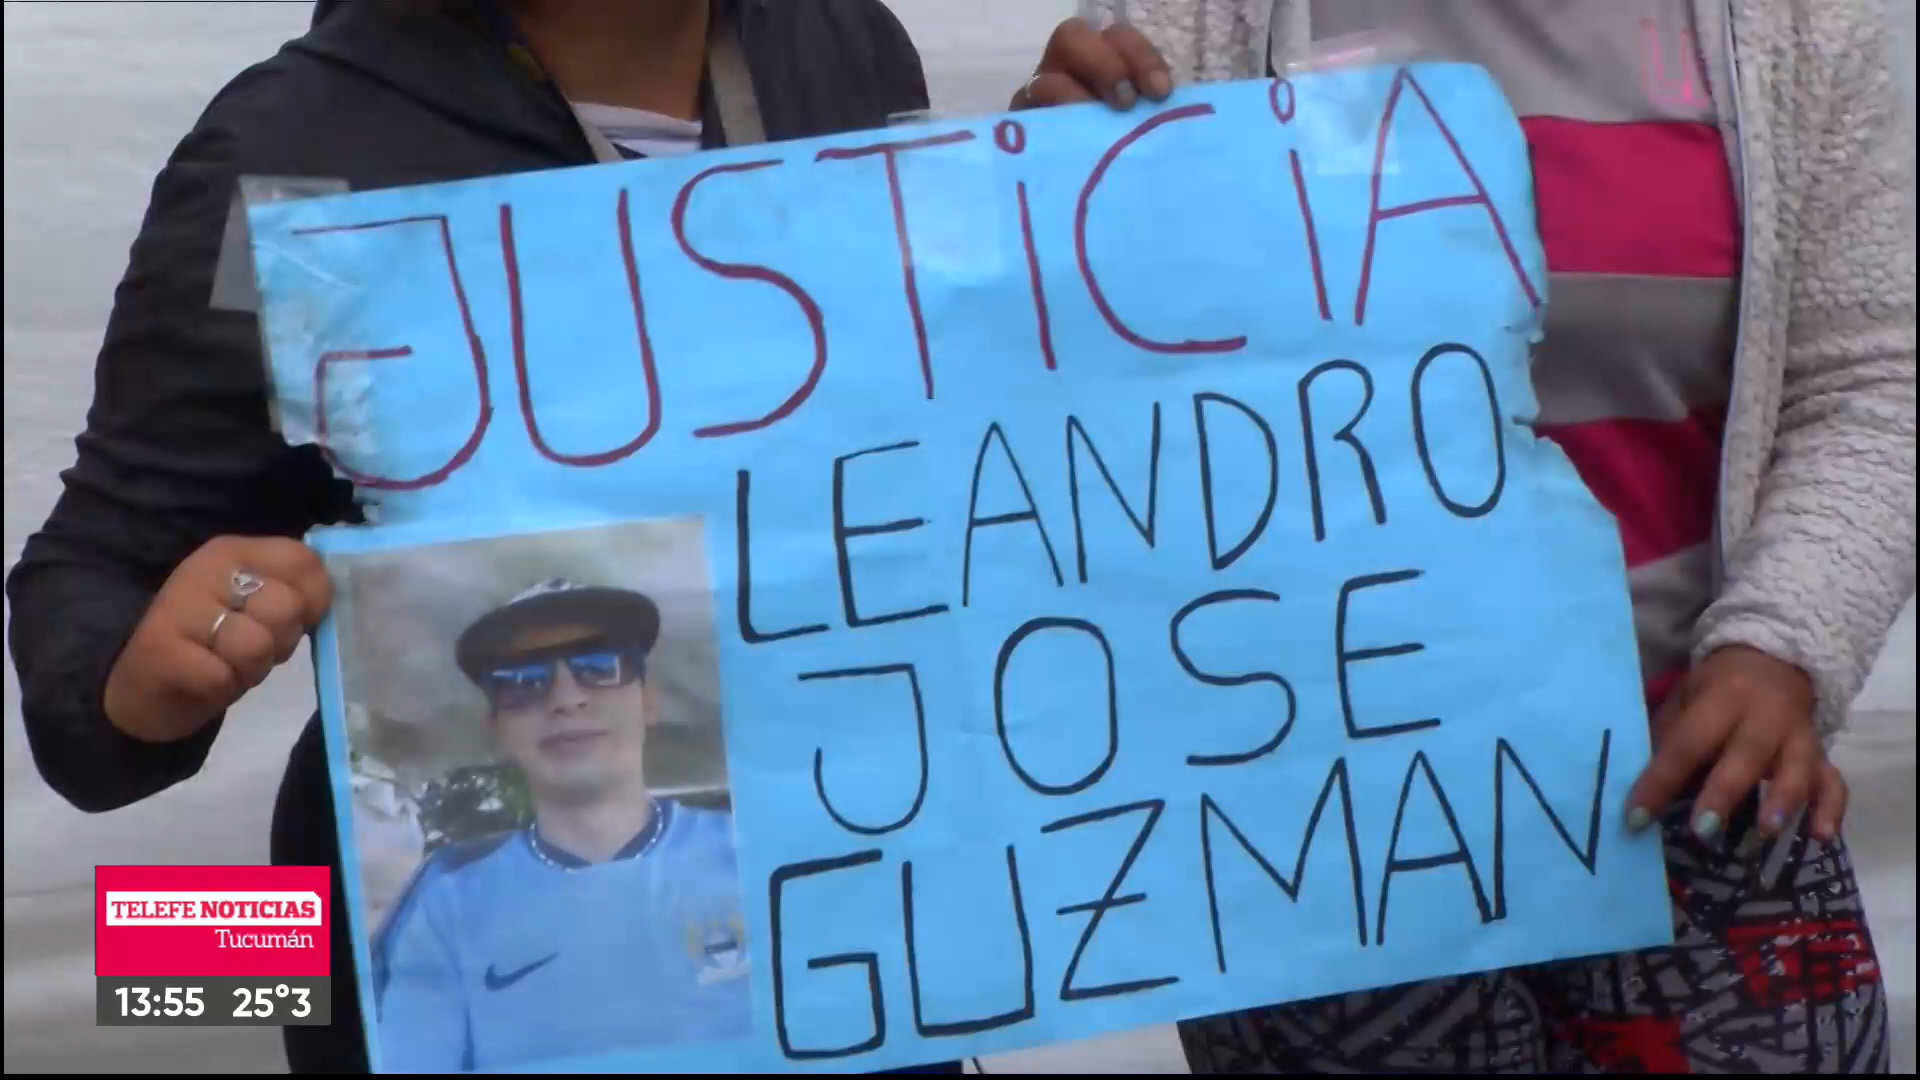 JUSTiCiA
LEANDRO
JOSE
GUZMAN
TELEFE NOTICIAS
Tucumán
13:55 25°3